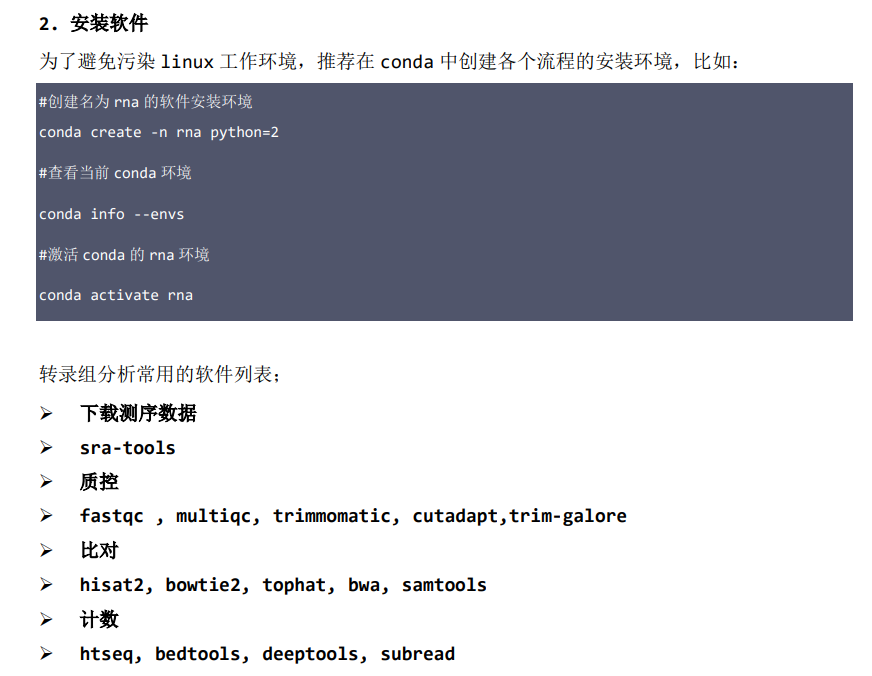 2. 安装软件
为了避免污染 linux 工作环境，推荐在 conda 中创建各个流程的安装环境，比如：
#创建名为 rna 的软件安装环境
conda create -n rna python=2
#查看当前 conda 环境
conda info --envs
#激活 conda 的 rna 环境
conda activate rna
转录组分析常用的软件列表；
➢ 下载测序数据
➢ sra-tools
➢ 质控
➢ fastqc , multiqc, trimmomatic, cutadapt,trim-galore
➢ 比对
➢ hisat2, bowtie2, tophat, bwa, samtools
➢ 计数
➢ htseq, bedtools, deeptools, subread